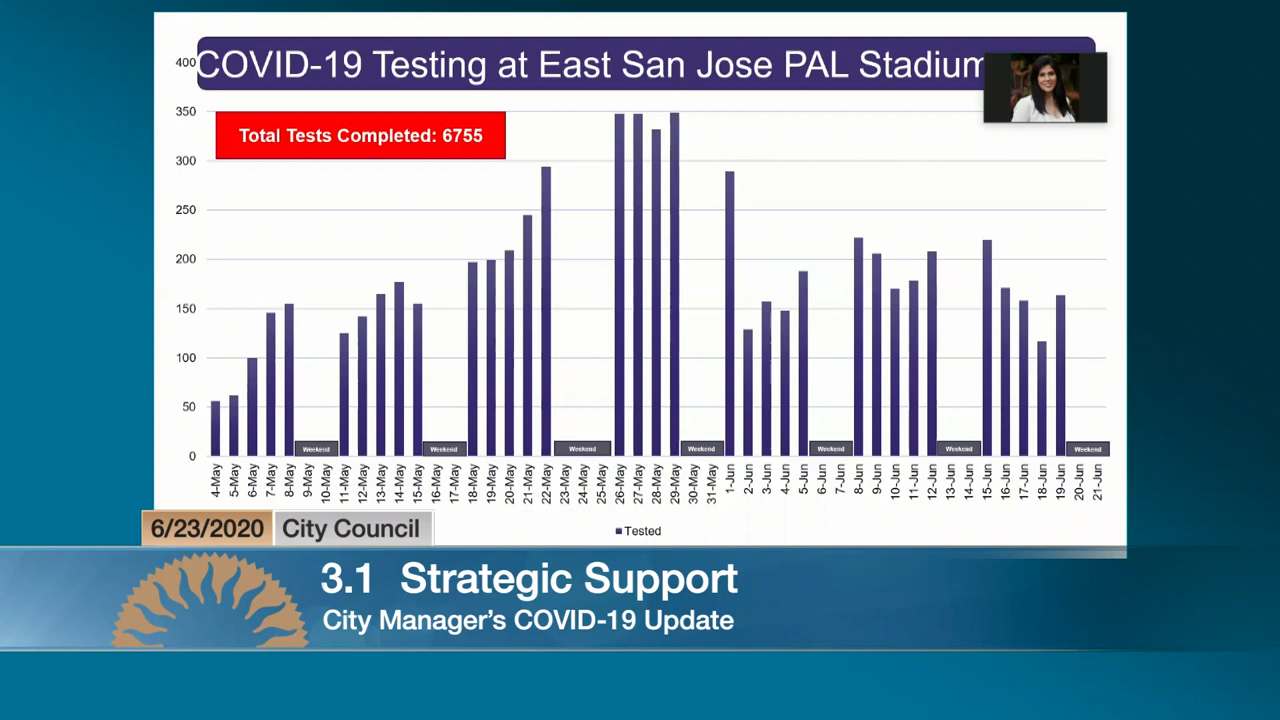 COVID-19 Testing at East San Jose PAL Stadium
Total Tests Completed: 6755
400
350
300
250
200
150
100
50
0
Weekend
Weekend
Weekend
Weekend
Weekend
Weekend
Weekend
4-May
5-May
6-May
7-May
8-May
9-May
10-May
11-May
12-May
13-May
14-May
15-May
16-May
17-May
18-May
19-May
20-May
21-May
22-May
23-May
24-May
25-May
26-May
27-May
28-May
29-May
30-May
31-May
1-Jun
2-Jun
3-Jun
4-Jun
5-Jun
6-Jun
7-Jun
8-Jun
9-Jun
10-Jun
11-Jun
12-Jun
13-Jun
14-Jun
15-Jun
16-Jun
17-Jun
18-Jun
19-Jun
20-Jun
21-Jun
Tested
6/23/2020 City Council
3.1 Strategic Support
City Manager's COVID-19 Update